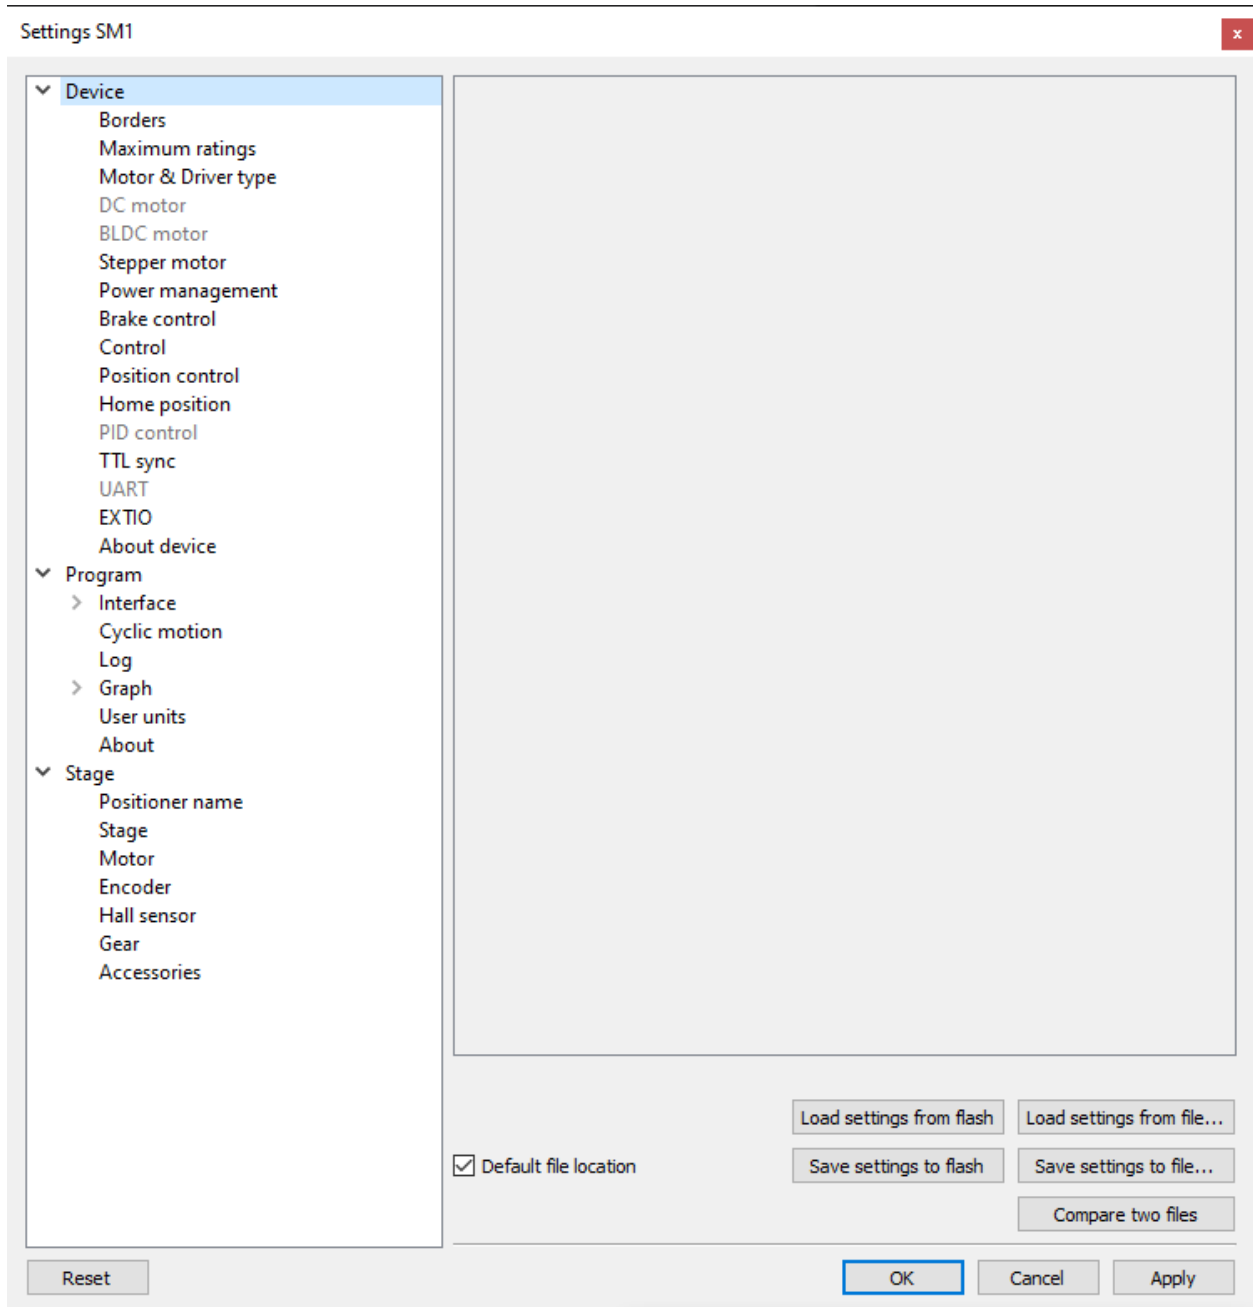 Settings SM1
x
Device
Borders
Maximum ratings
Motor & Driver type
DC motor
BLDC motor
Stepper motor
Power management
Brake control
Control
Position control
Home position
PID control
TTL sync
UART
EXTIO
About device
Program
Interface
Cyclic motion
Log
Graph
User units
About
Stage
Positioner name
Stage
Motor
Encoder
Hall sensor
Gear
Accessories
Load settings from flash Load settings from file...
Default file location Save settings to flash Save settings to file...
Compare two files
Reset OK Cancel Apply